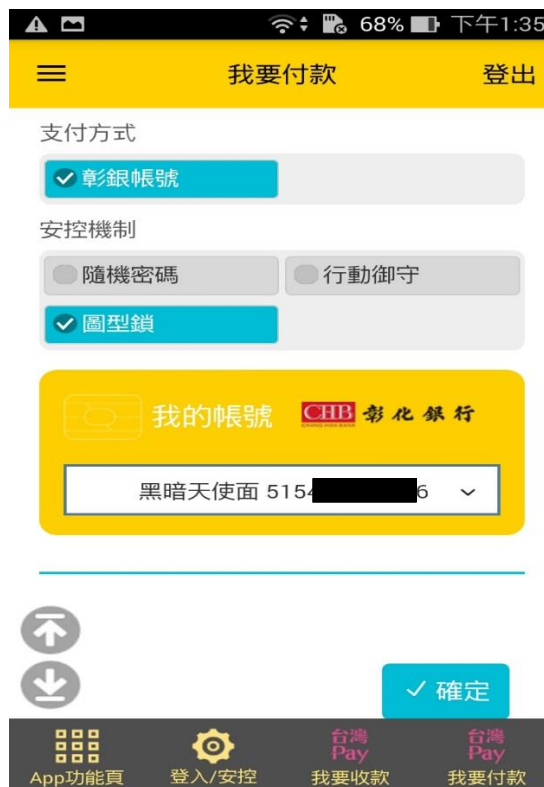 68% 下午1:35
我要付款 登出
支付方式
彰銀帳號
安控機制
隨機密碼 行動御守
圖型鎖
我的帳號 CHB 彰化銀行
CHANG HWA BANK
黑暗天使面 5154 6
確定
台灣 Pay 台灣 Pay
App功能頁 登入/安控 我要收款 我要付款